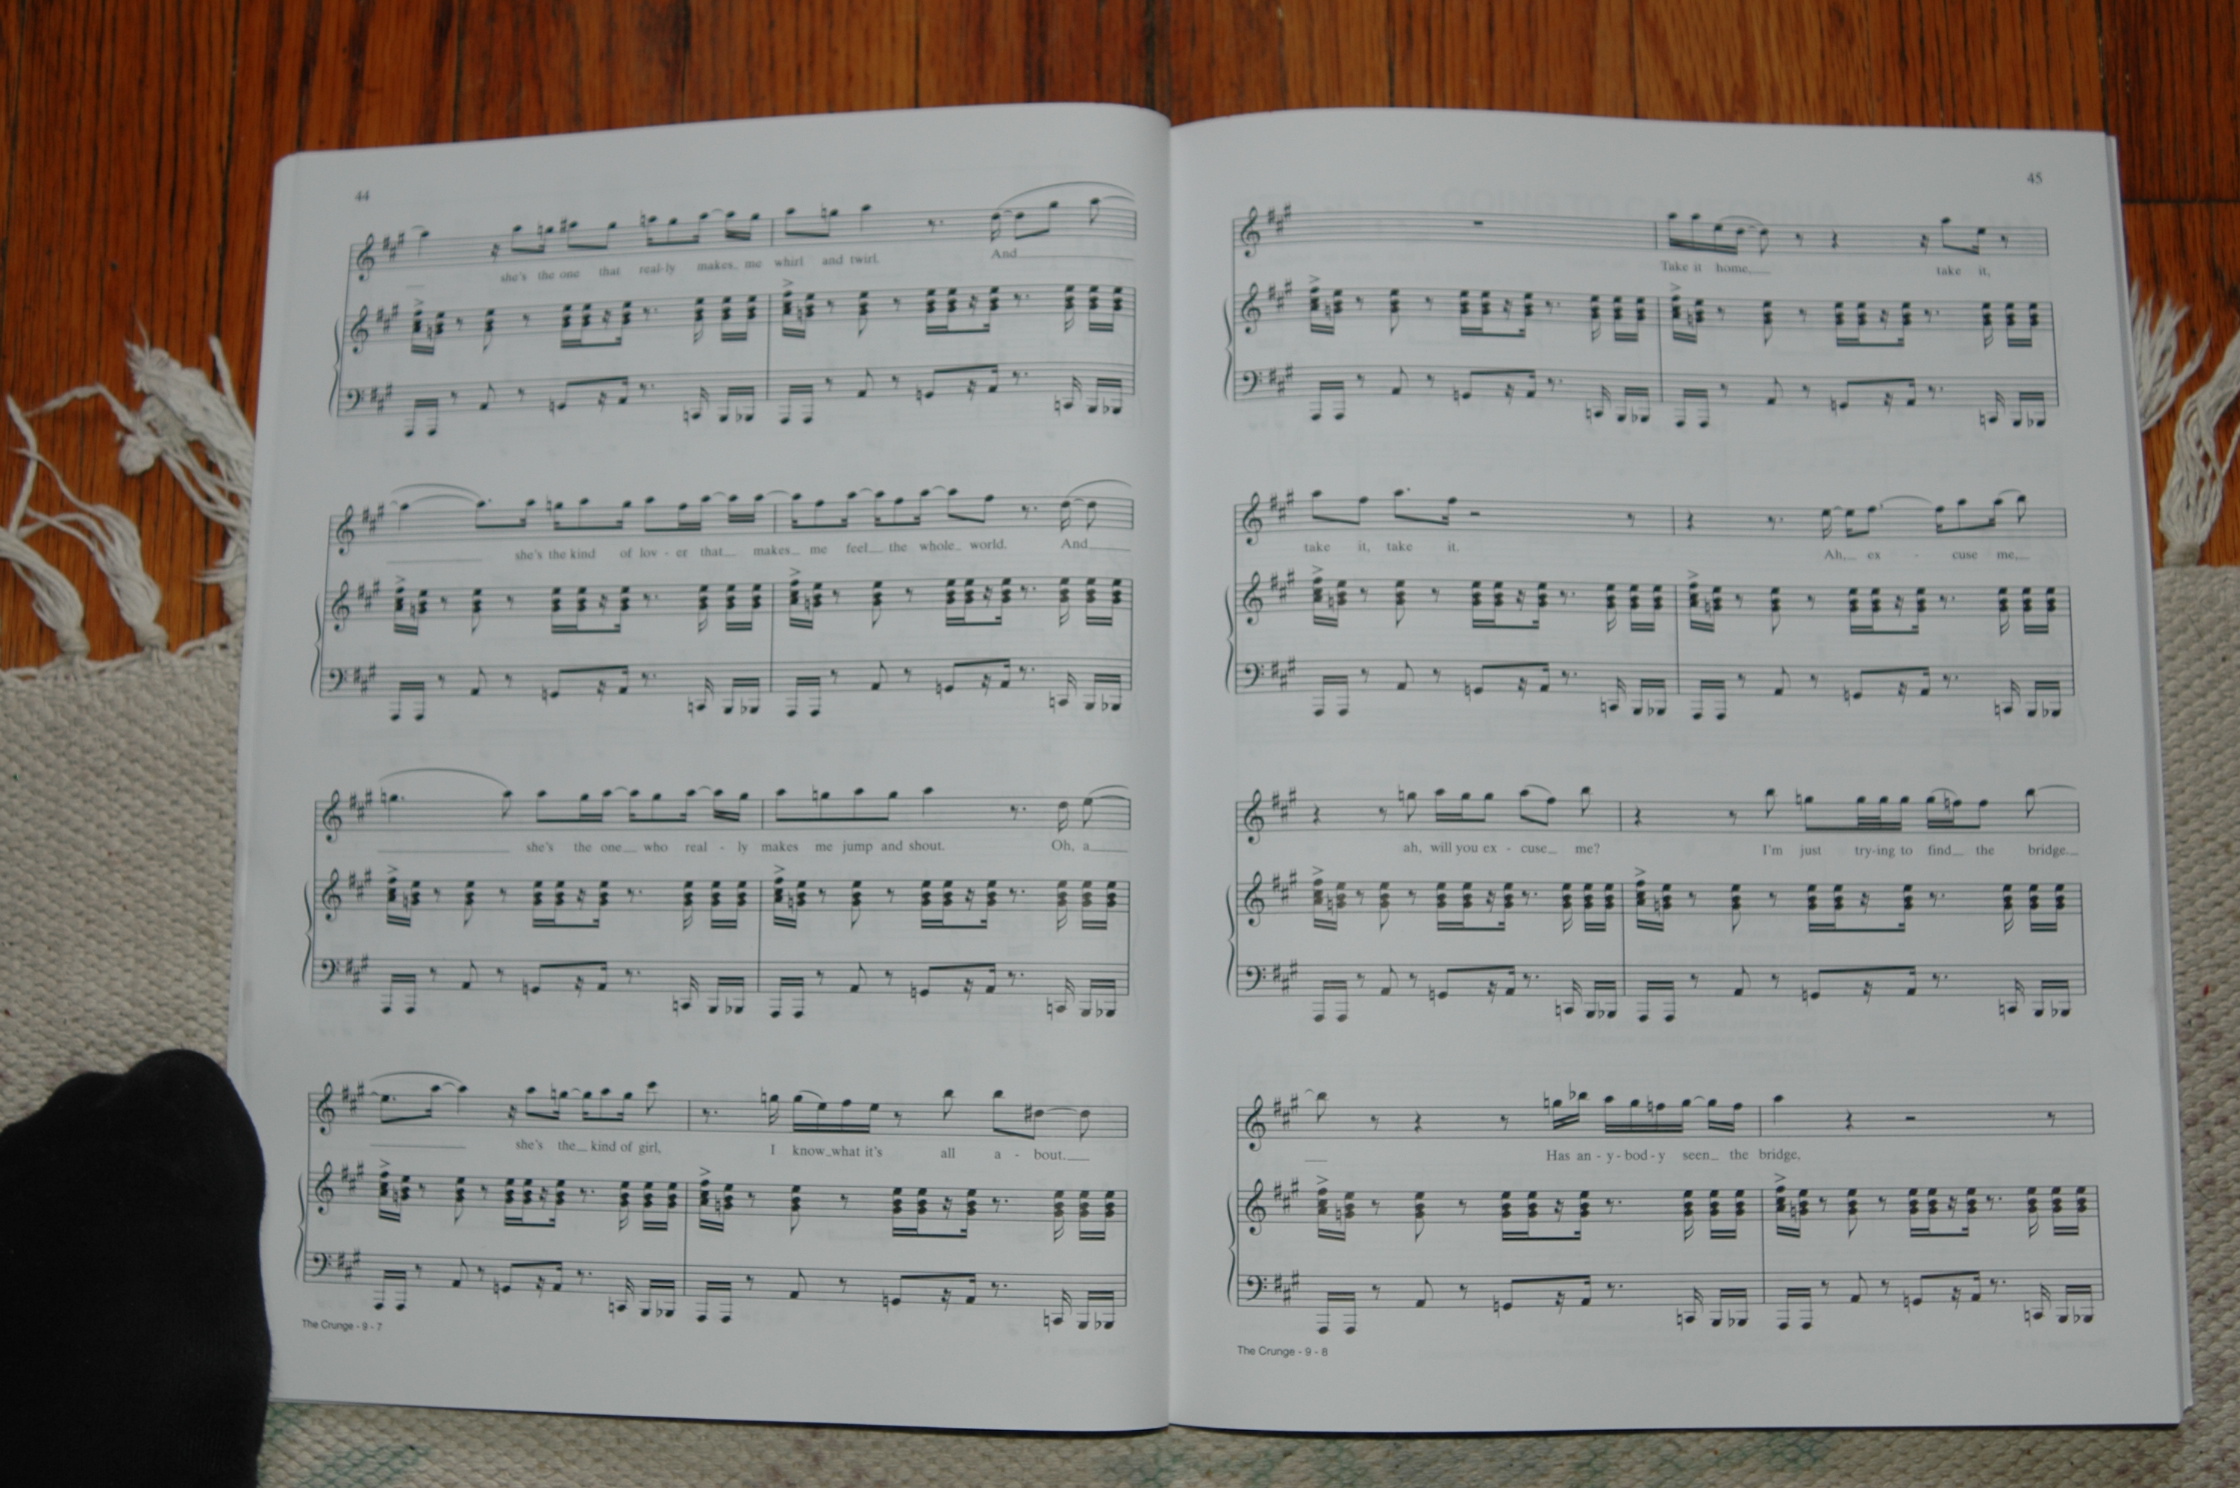 44
And
she's the one that real-ly makes me whirl and twirl.
And
she's the kind of lov - er that makes me feel the whole world.
Oh, a
she's the one who real - ly makes me jump and shout.
she's the kind of girl, I know what it's all a - bout.
The Crunge - 9 - 7
45
Take it home, take it,
take it, take it. Ah, ex - cuse me,
ah, will you ex - cuse me? I'm just try-ing to find the bridge.
Has an - y - bod - y seen the bridge.
The Crunge - 9 - 8